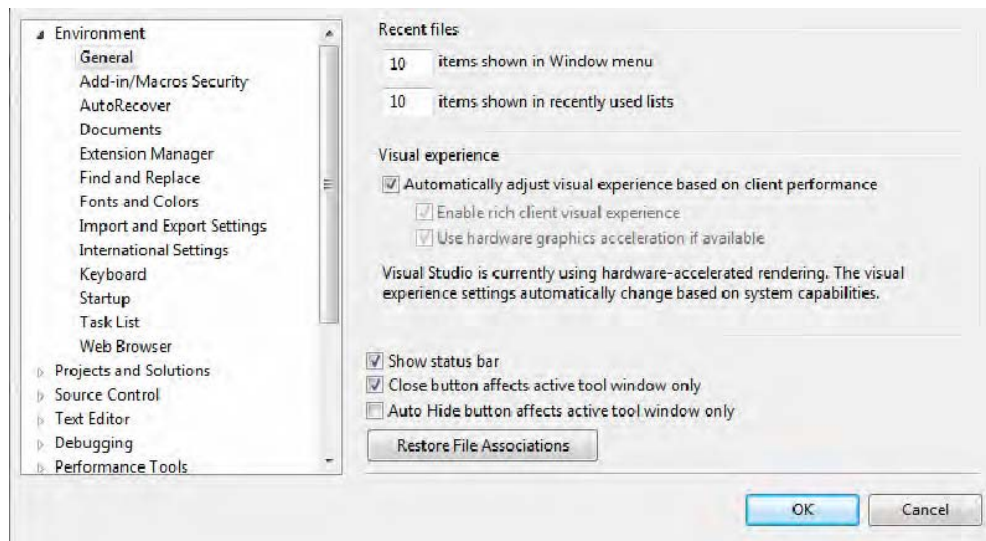 Environment
General
Add-in/Macros Security
AutoRecover
Documents
Extension Manager
Find and Replace
Fonts and Colors
Import and Export Settings
International Settings
Keyboard
Startup
Task List
Web Browser
Projects and Solutions
Source Control
Text Editor
Debugging
Performance Tools
Recent files
10 items shown in Window menu
10 items shown in recently used lists
Visual experience
Automatically adjust visual experience based on client performance
Enable rich client visual experience
Use hardware graphics acceleration if available
Visual Studio is currently using hardware-accelerated rendering. The visual
experience settings automatically change based on system capabilities.
Show status bar
Close button affects active tool window only
Auto Hide button affects active tool window only
Restore File Associations
OK Cancel